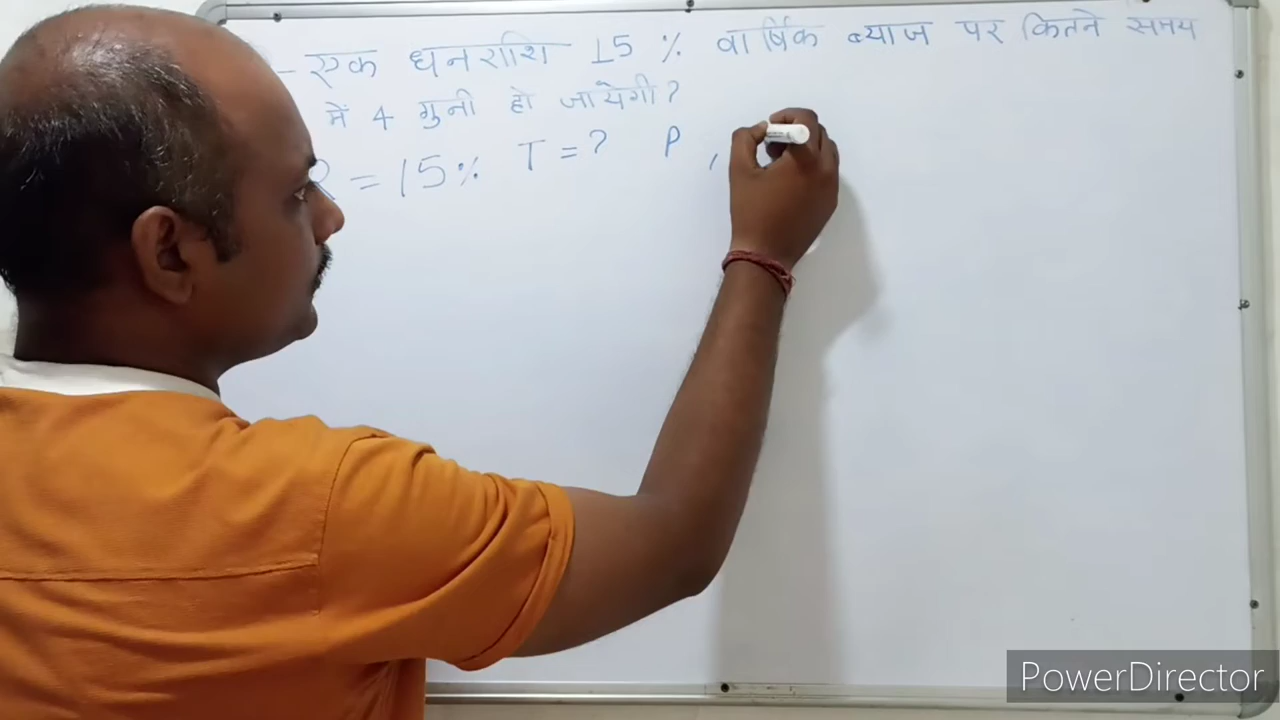 - एक धनराशि 15 % वार्षिक ब्याज पर कितने समय
में 4 गुनी हो जायेगी?
= 15% T = ? P ,
PowerDirector